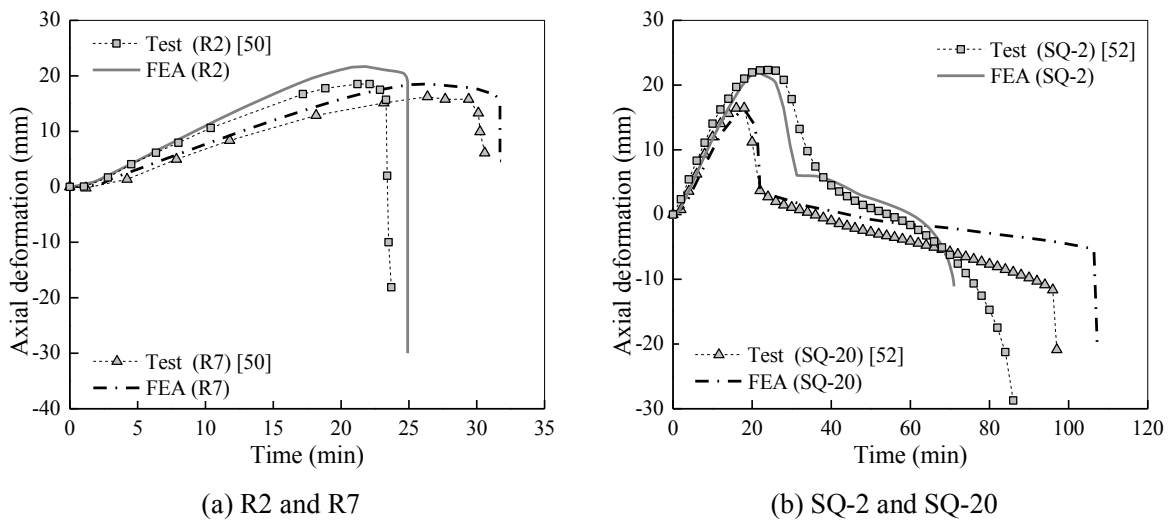 30
20
10
0
-10
-20
-30
-40
Axial deformation (mm)
Test (R2) [50]
FEA (R2)
Test (R7) [50]
FEA (R7)
0 5 10 15 20 25 30 35
Time (min)
(a) R2 and R7
30
20
10
0
-10
-20
-30
Axial deformation (mm)
Test (SQ-2) [52]
FEA (SQ-2)
Test (SQ-20) [52]
FEA (SQ-20)
0 20 40 60 80 100 120
Time (min)
(b) SQ-2 and SQ-20